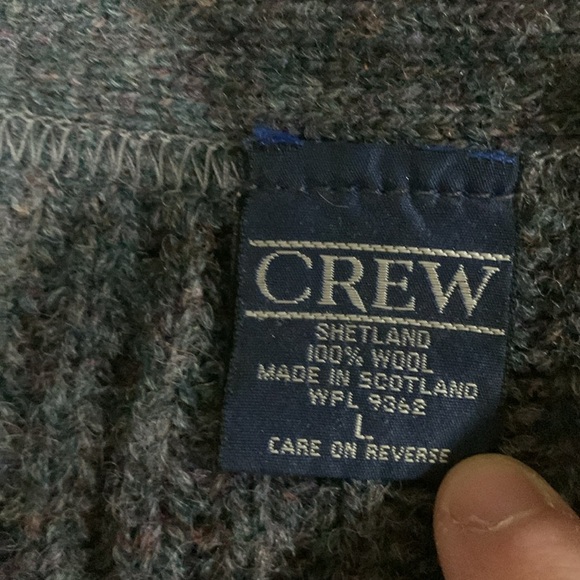 CREW
SHETLAND
100% WOOL
MADE IN SCOTLAND
WPL 9362
L
CARE ON REVERSE